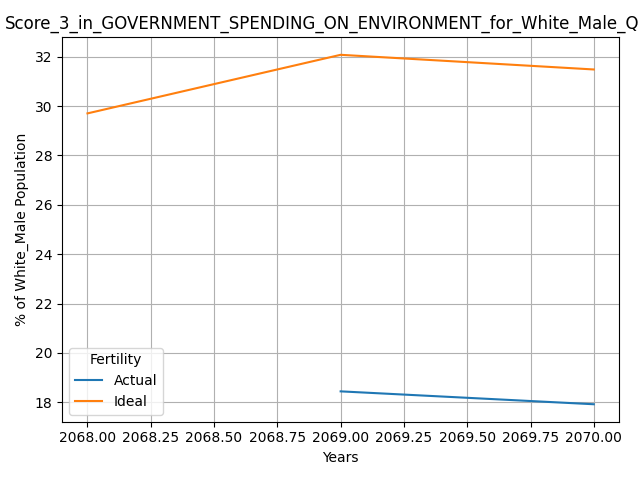 Score_3_in_GOVERNMENT_SPENDING_ON_ENVIRONMENT_for_White_Male_Q
32
30
28
26
24
22
20
18
% of White_Male Population
Fertility
Actual
Ideal
2068.00 2068.25 2068.50 2068.75 2069.00 2069.25 2069.50 2069.75 2070.00
Years